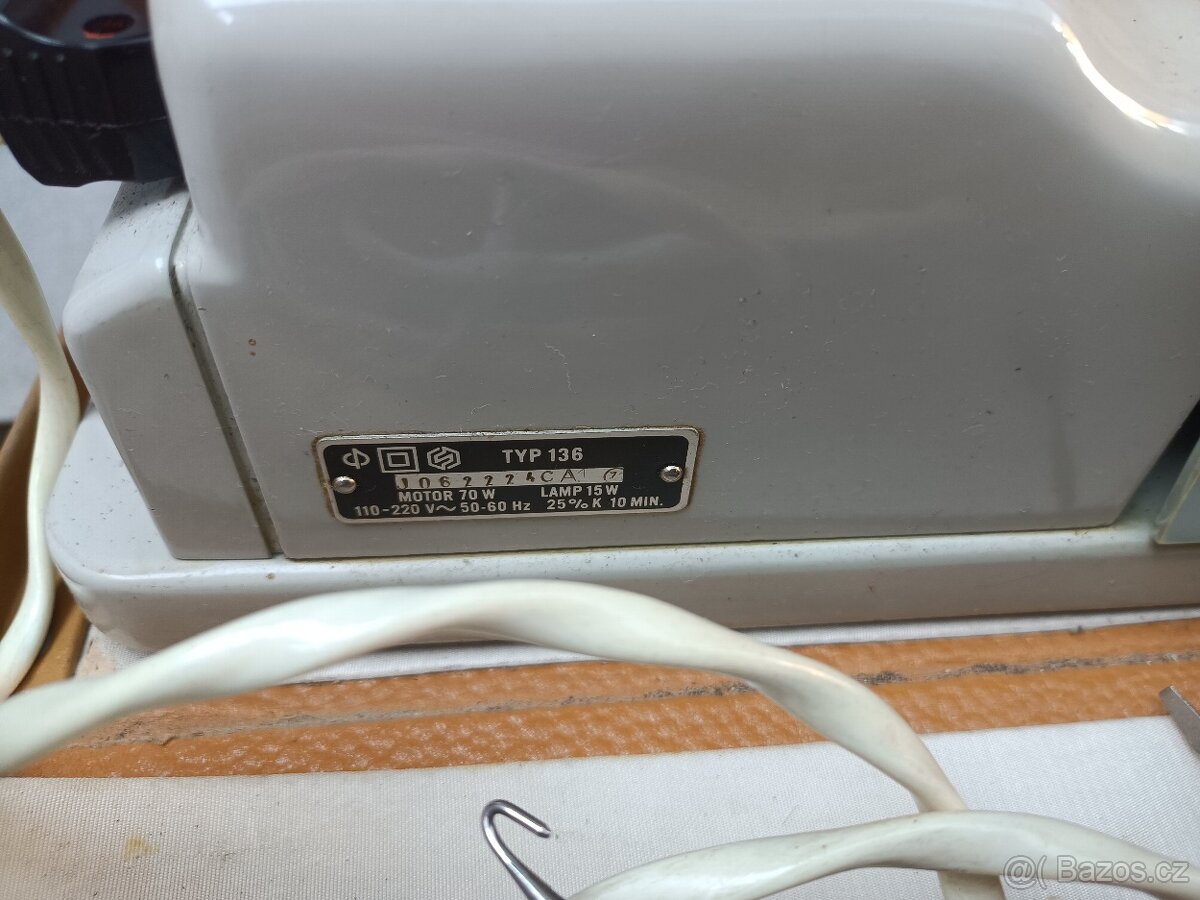 TYP 136
1062224CA1
MOTOR 70 W LAMP 15 W
110-220 V~ 50-60 Hz 25% K 10 MIN.
@( Bazos.cz